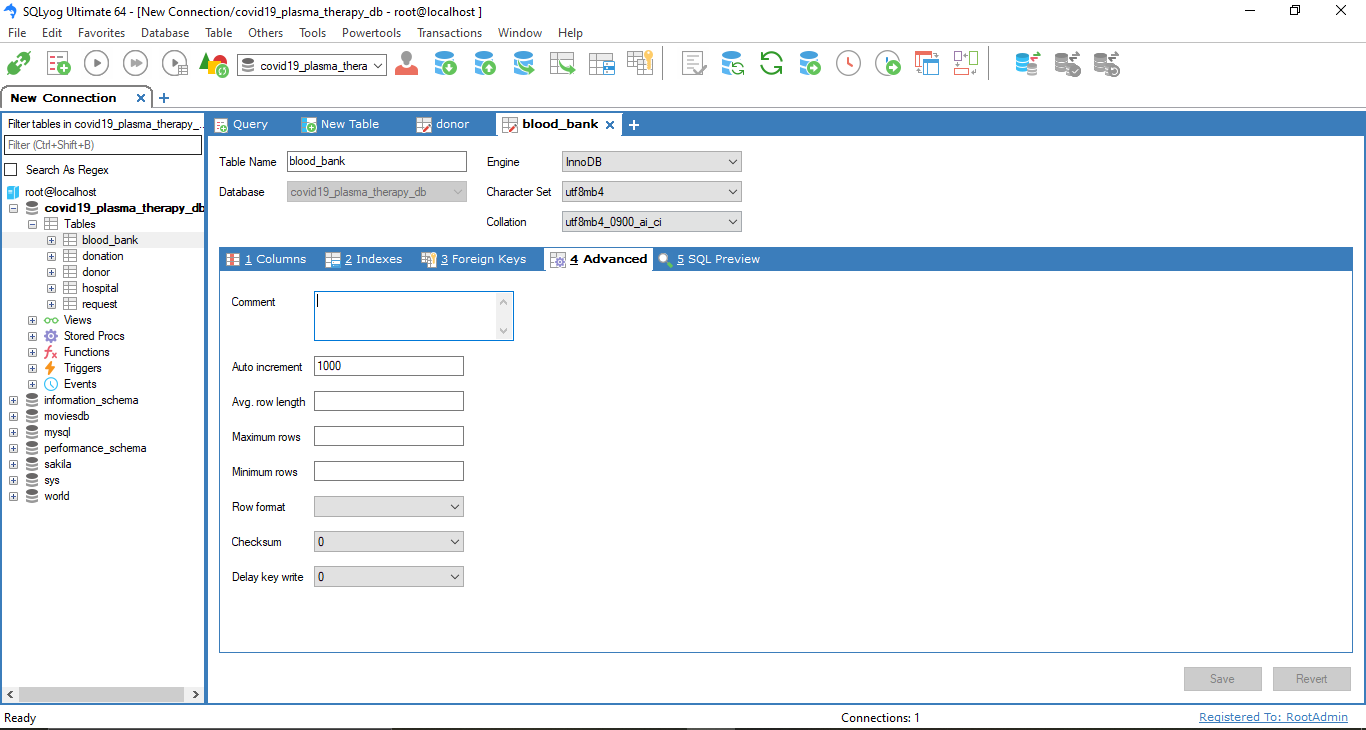 SQLyog Ultimate 64 - [New Connection/covid19_plasma_therapy_db - root@localhost ]
File Edit Favorites Database Table Others Tools Powertools Transactions Window Help
covid19_plasma_thera
New Connection
Filter tables in covid19_plasma_therapy_...
Filter (Ctrl+Shift+B)
Search As Regex
root@localhost
covid19_plasma_therapy_db
Tables
blood_bank
donation
donor
hospital
request
Views
Stored Procs
Functions
Triggers
Events
information_schema
moviesdb
mysql
performance_schema
sakila
sys
world
Query New Table donor blood_bank
Table Name blood_bank Engine InnoDB
Database covid19_plasma_therapy_db Character Set utf8mb4
Collation utf8mb4_0900_ai_ci
1 Columns 2 Indexes 3 Foreign Keys 4 Advanced 5 SQL Preview
Comment
Auto increment 1000
Avg. row length
Maximum rows
Minimum rows
Row format
Checksum 0
Delay key write 0
Save Revert
Ready Connections: 1 Registered To: RootAdmin